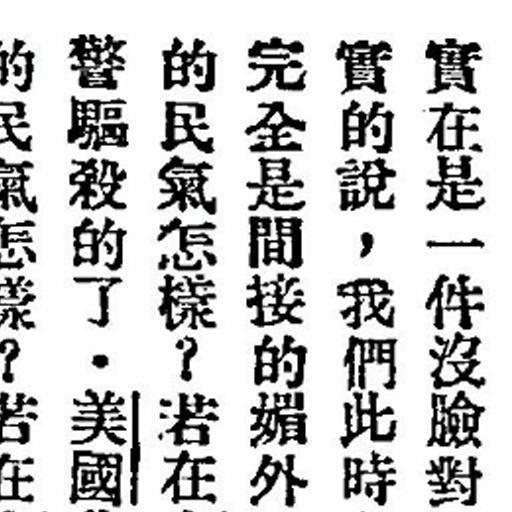 實在是一件沒臉對
實的說，我們此時
完全是間接的媚外
的民氣怎樣？若在
警驅殺的了．美國
的民氣怎樣？若在